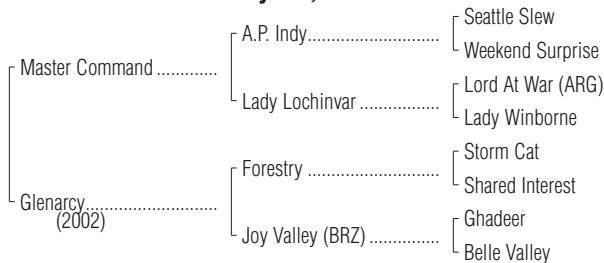 Seattle Slew
A.P. Indy
Weekend Surprise
Master Command
Lord At War (ARG)
Lady Lochinvar
Lady Winborne
Storm Cat
Forestry
Shared Interest
Glenarcy
(2002)
Ghadeer
Joy Valley (BRZ)
Belle Valley